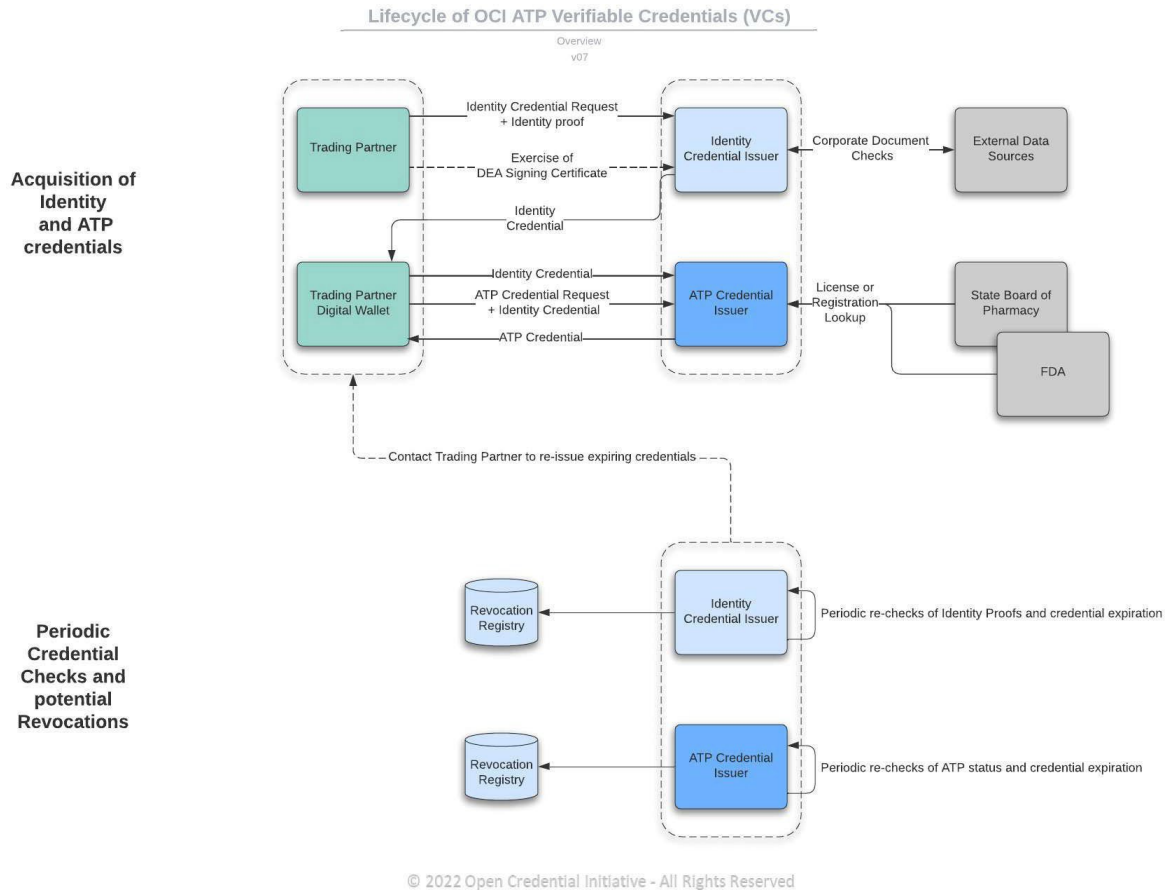 Lifecycle of OCI ATP Verifiable Credentials (VCs)
Overview
v07
Acquisition of
Identity
and ATP
credentials
Trading Partner
Identity Credential Request
+ Identity proof
Exercise of
DEA Signing Certificate
Identity
Credential Issuer
Corporate Document
Checks
External Data
Sources
Identity
Credential
Trading Partner
Digital Wallet
Identity Credential
ATP Credential Request
+ Identity Credential
ATP Credential
ATP Credential
Issuer
License or
Registration
Lookup
State Board of
Pharmacy
FDA
Contact Trading Partner to re-issue expiring credentials
Periodic
Credential
Checks and
potential
Revocations
Revocation
Registry
Identity
Credential Issuer
Periodic re-checks of Identity Proofs and credential expiration
Revocation
Registry
ATP Credential
Issuer
Periodic re-checks of ATP status and credential expiration
© 2022 Open Credential Initiative - All Rights Reserved